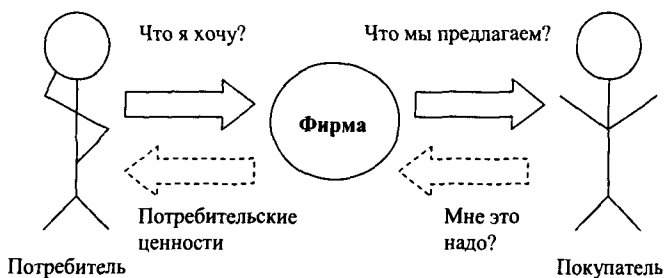 Что я хочу?
Что мы предлагаем?
Фирма
Потребительские
ценности
Мне это
надо?
Потребитель
Покупатель